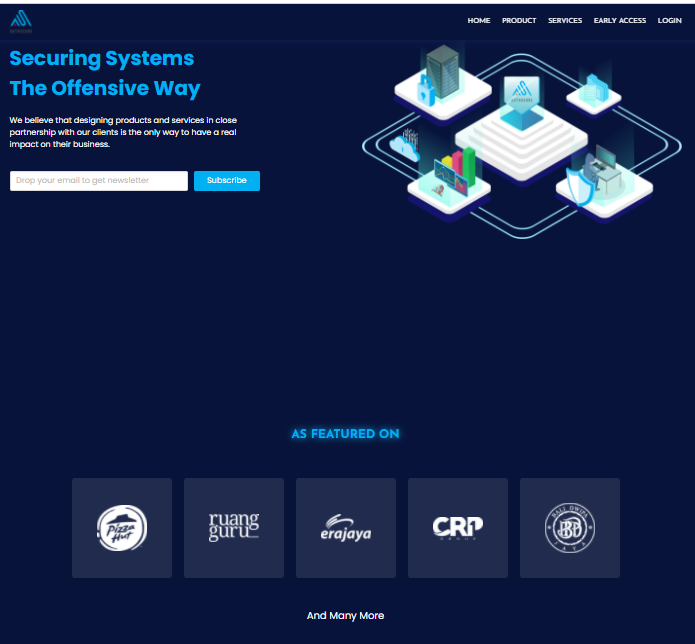 HOME PRODUCT SERVICES EARLY ACCESS LOGIN
Securing Systems
The Offensive Way
We believe that designing products and services in close
partnership with our clients is the only way to have a real
impact on their business.
Drop your email to get newsletter
Subscribe
AS FEATURED ON
Pizza
Hut
ruang
guru
erajaya
CRP
GROUP
BALI DWIPA
JAYA
And Many More